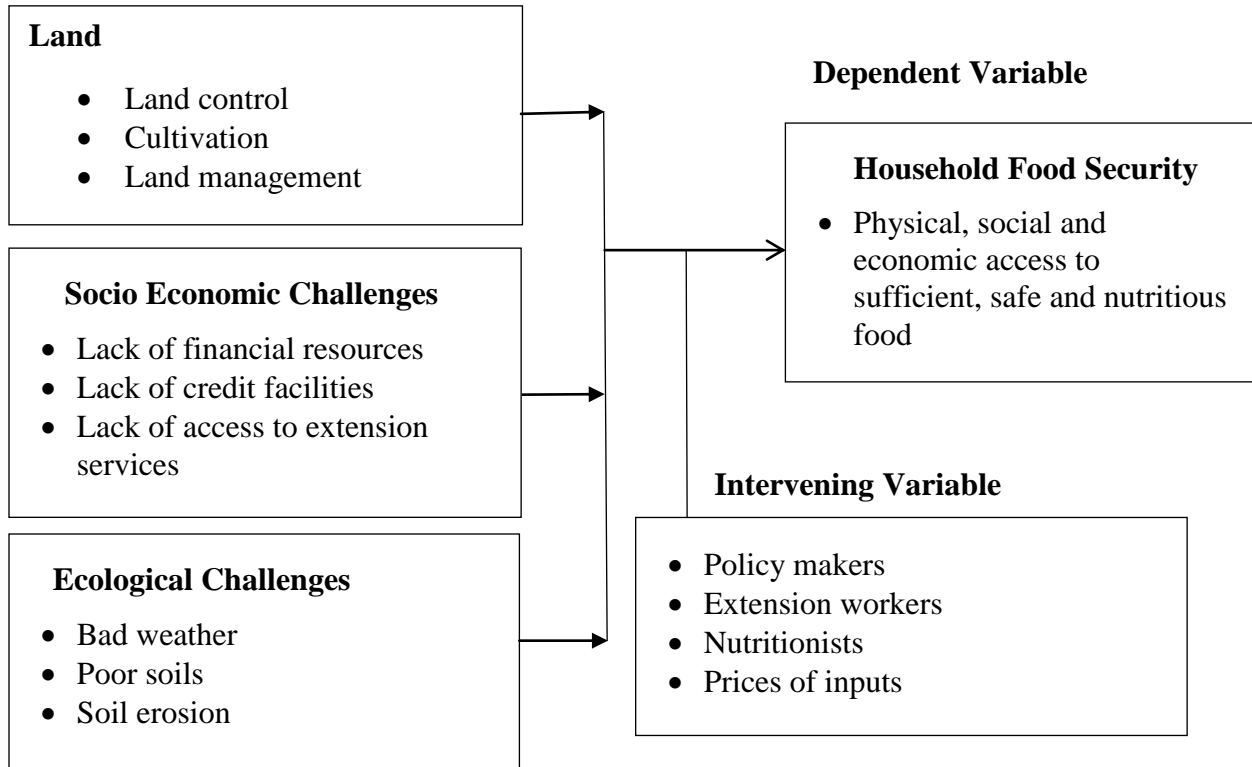 Land
• Land control
• Cultivation
• Land management
Socio Economic Challenges
• Lack of financial resources
• Lack of credit facilities
• Lack of access to extension
services
Ecological Challenges
• Bad weather
• Poor soils
• Soil erosion
Dependent Variable
Household Food Security
• Physical, social and
economic access to
sufficient, safe and nutritious
food
Intervening Variable
• Policy makers
• Extension workers
• Nutritionists
• Prices of inputs